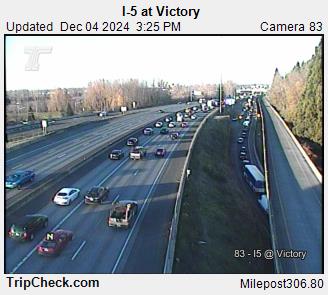 I-5 at Victory
Updated  Dec 04 2024  3:25 PM
Camera 83
T
N
83 - I5 @ Victory
TripCheck.com
Milepost306.80